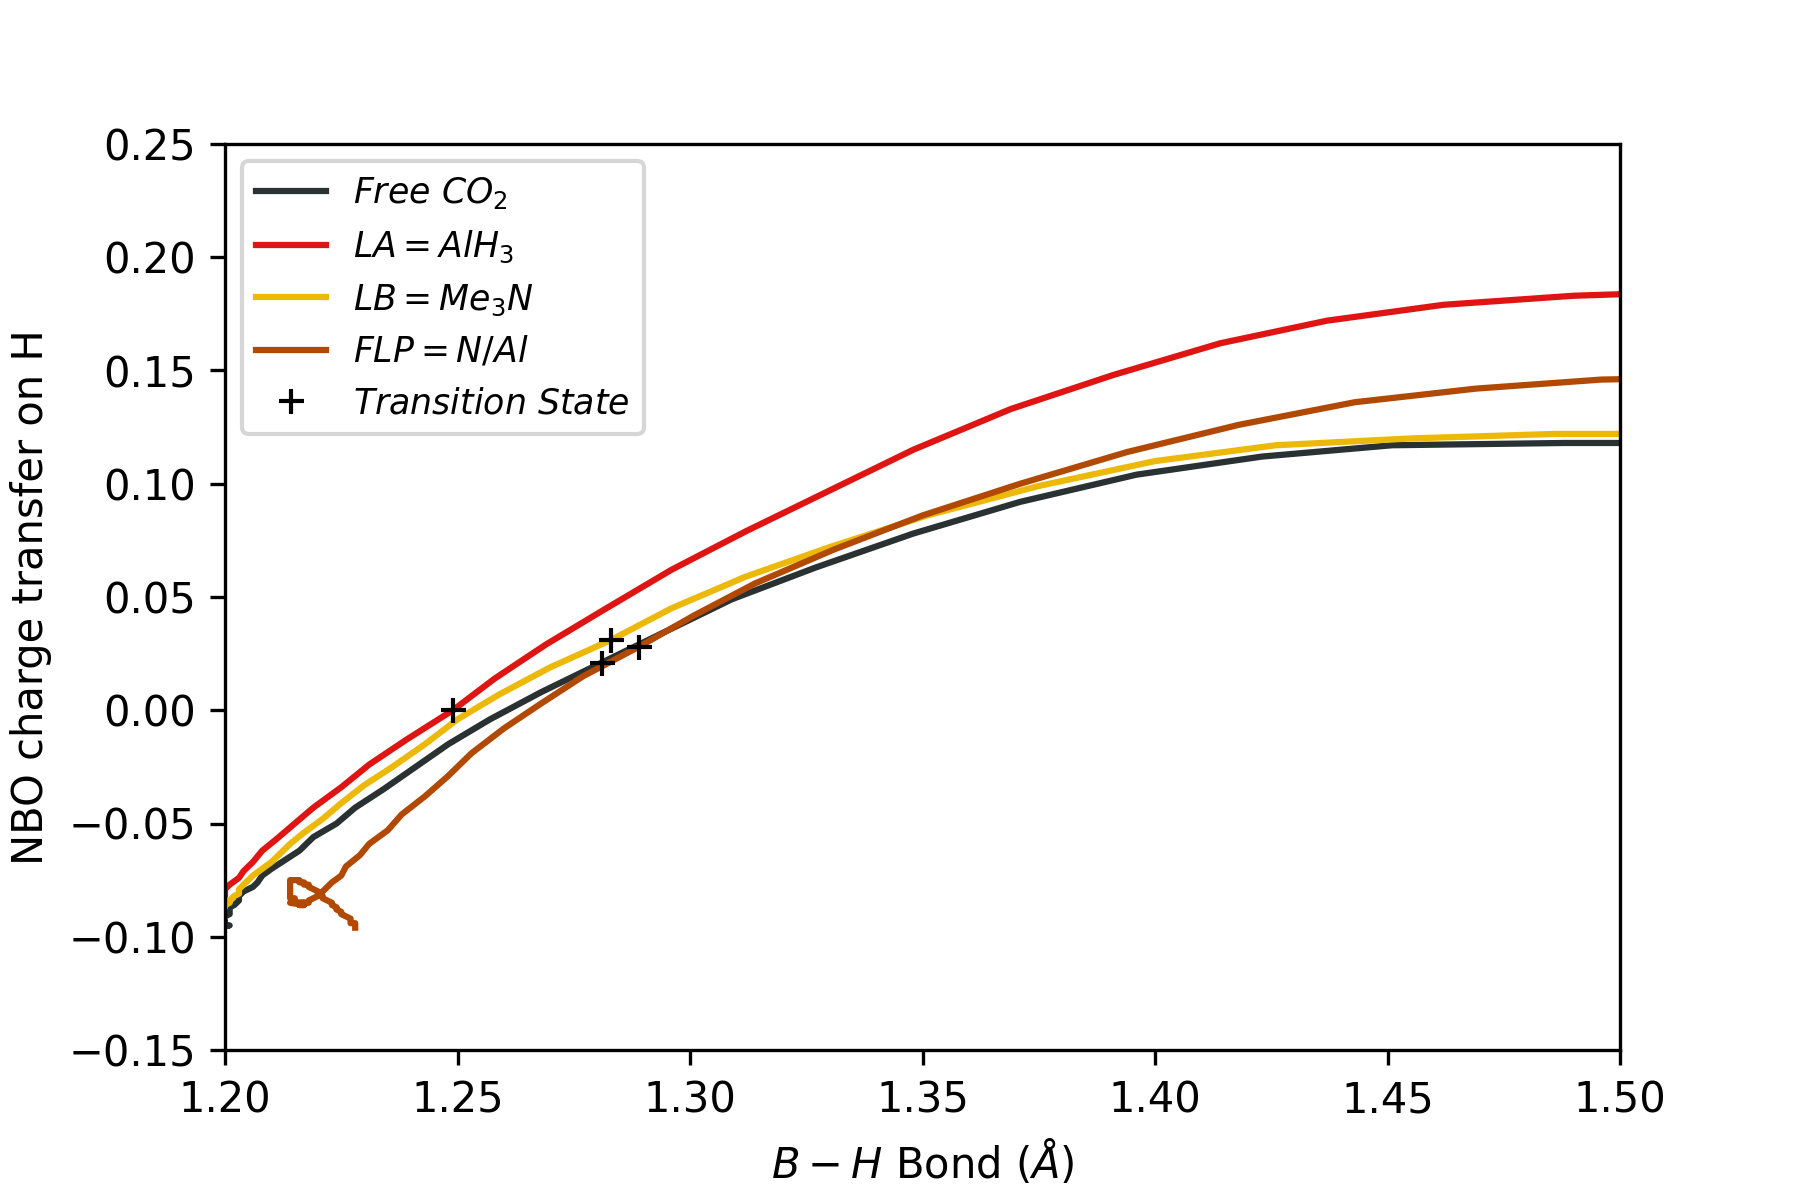 0.25
0.20
0.15
0.10
0.05
0.00
−0.05
−0.10
−0.15
NBO charge transfer on H
Free CO₂
LA = AlH₃
LB = Me₃N
FLP = N/Al
Transition State
1.20 1.25 1.30 1.35 1.40 1.45 1.50
B − H Bond (Å)